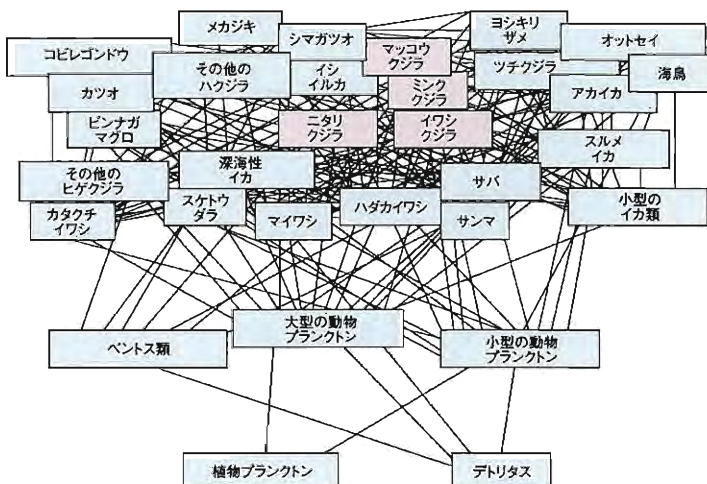 メカジキ
シマガツオ
マッコウ
クジラ
ヨシキリ
ザメ
オットセイ
コビレゴンドウ
その他の
ハクジラ
イシ
イルカ
ミンク
クジラ
ツチクジラ
海鳥
カツオ
アカイカ
ビンナガ
マグロ
ニタリ
クジラ
イワシ
クジラ
スルメ
イカ
その他の
ヒゲクジラ
深海性
イカ
サバ
カタクチ
イワシ
スケトウ
ダラ
マイワシ
ハダカイワシ
サンマ
小型の
イカ類
ベントス類
大型の動物
プランクトン
小型の動物
プランクトン
植物プランクトン
デトリタス